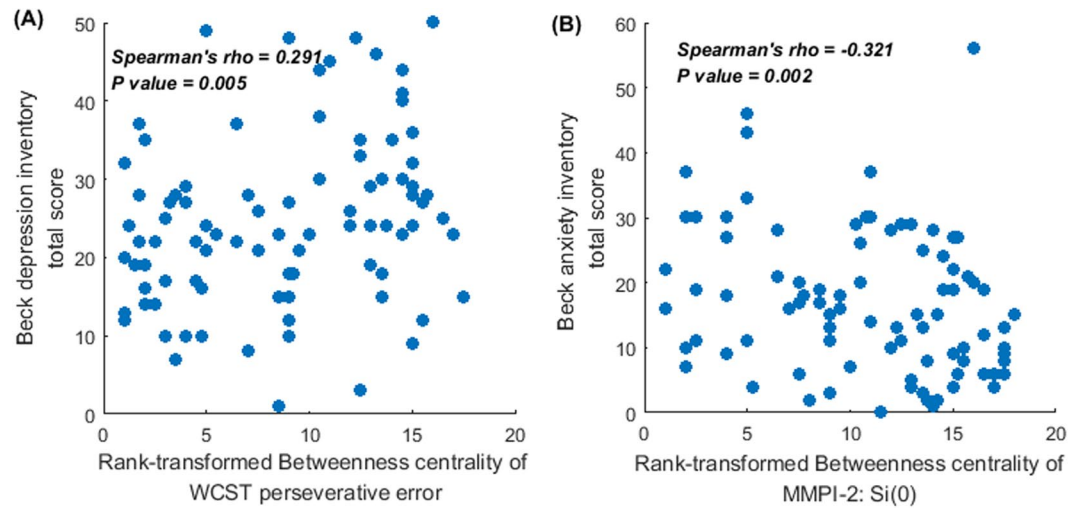 (A)
50
40
30
20
10
0
Spearman's rho = 0.291
P value = 0.005
Beck depression inventory
total score
0 5 10 15 20
Rank-transformed Betweenness centrality of
WCST perseverative error
(B)
60
50
40
30
20
10
0
Spearman's rho = -0.321
P value = 0.002
Beck anxiety inventory
total score
0 5 10 15 20
Rank-transformed Betweenness centrality of
MMPI-2: Si(0)